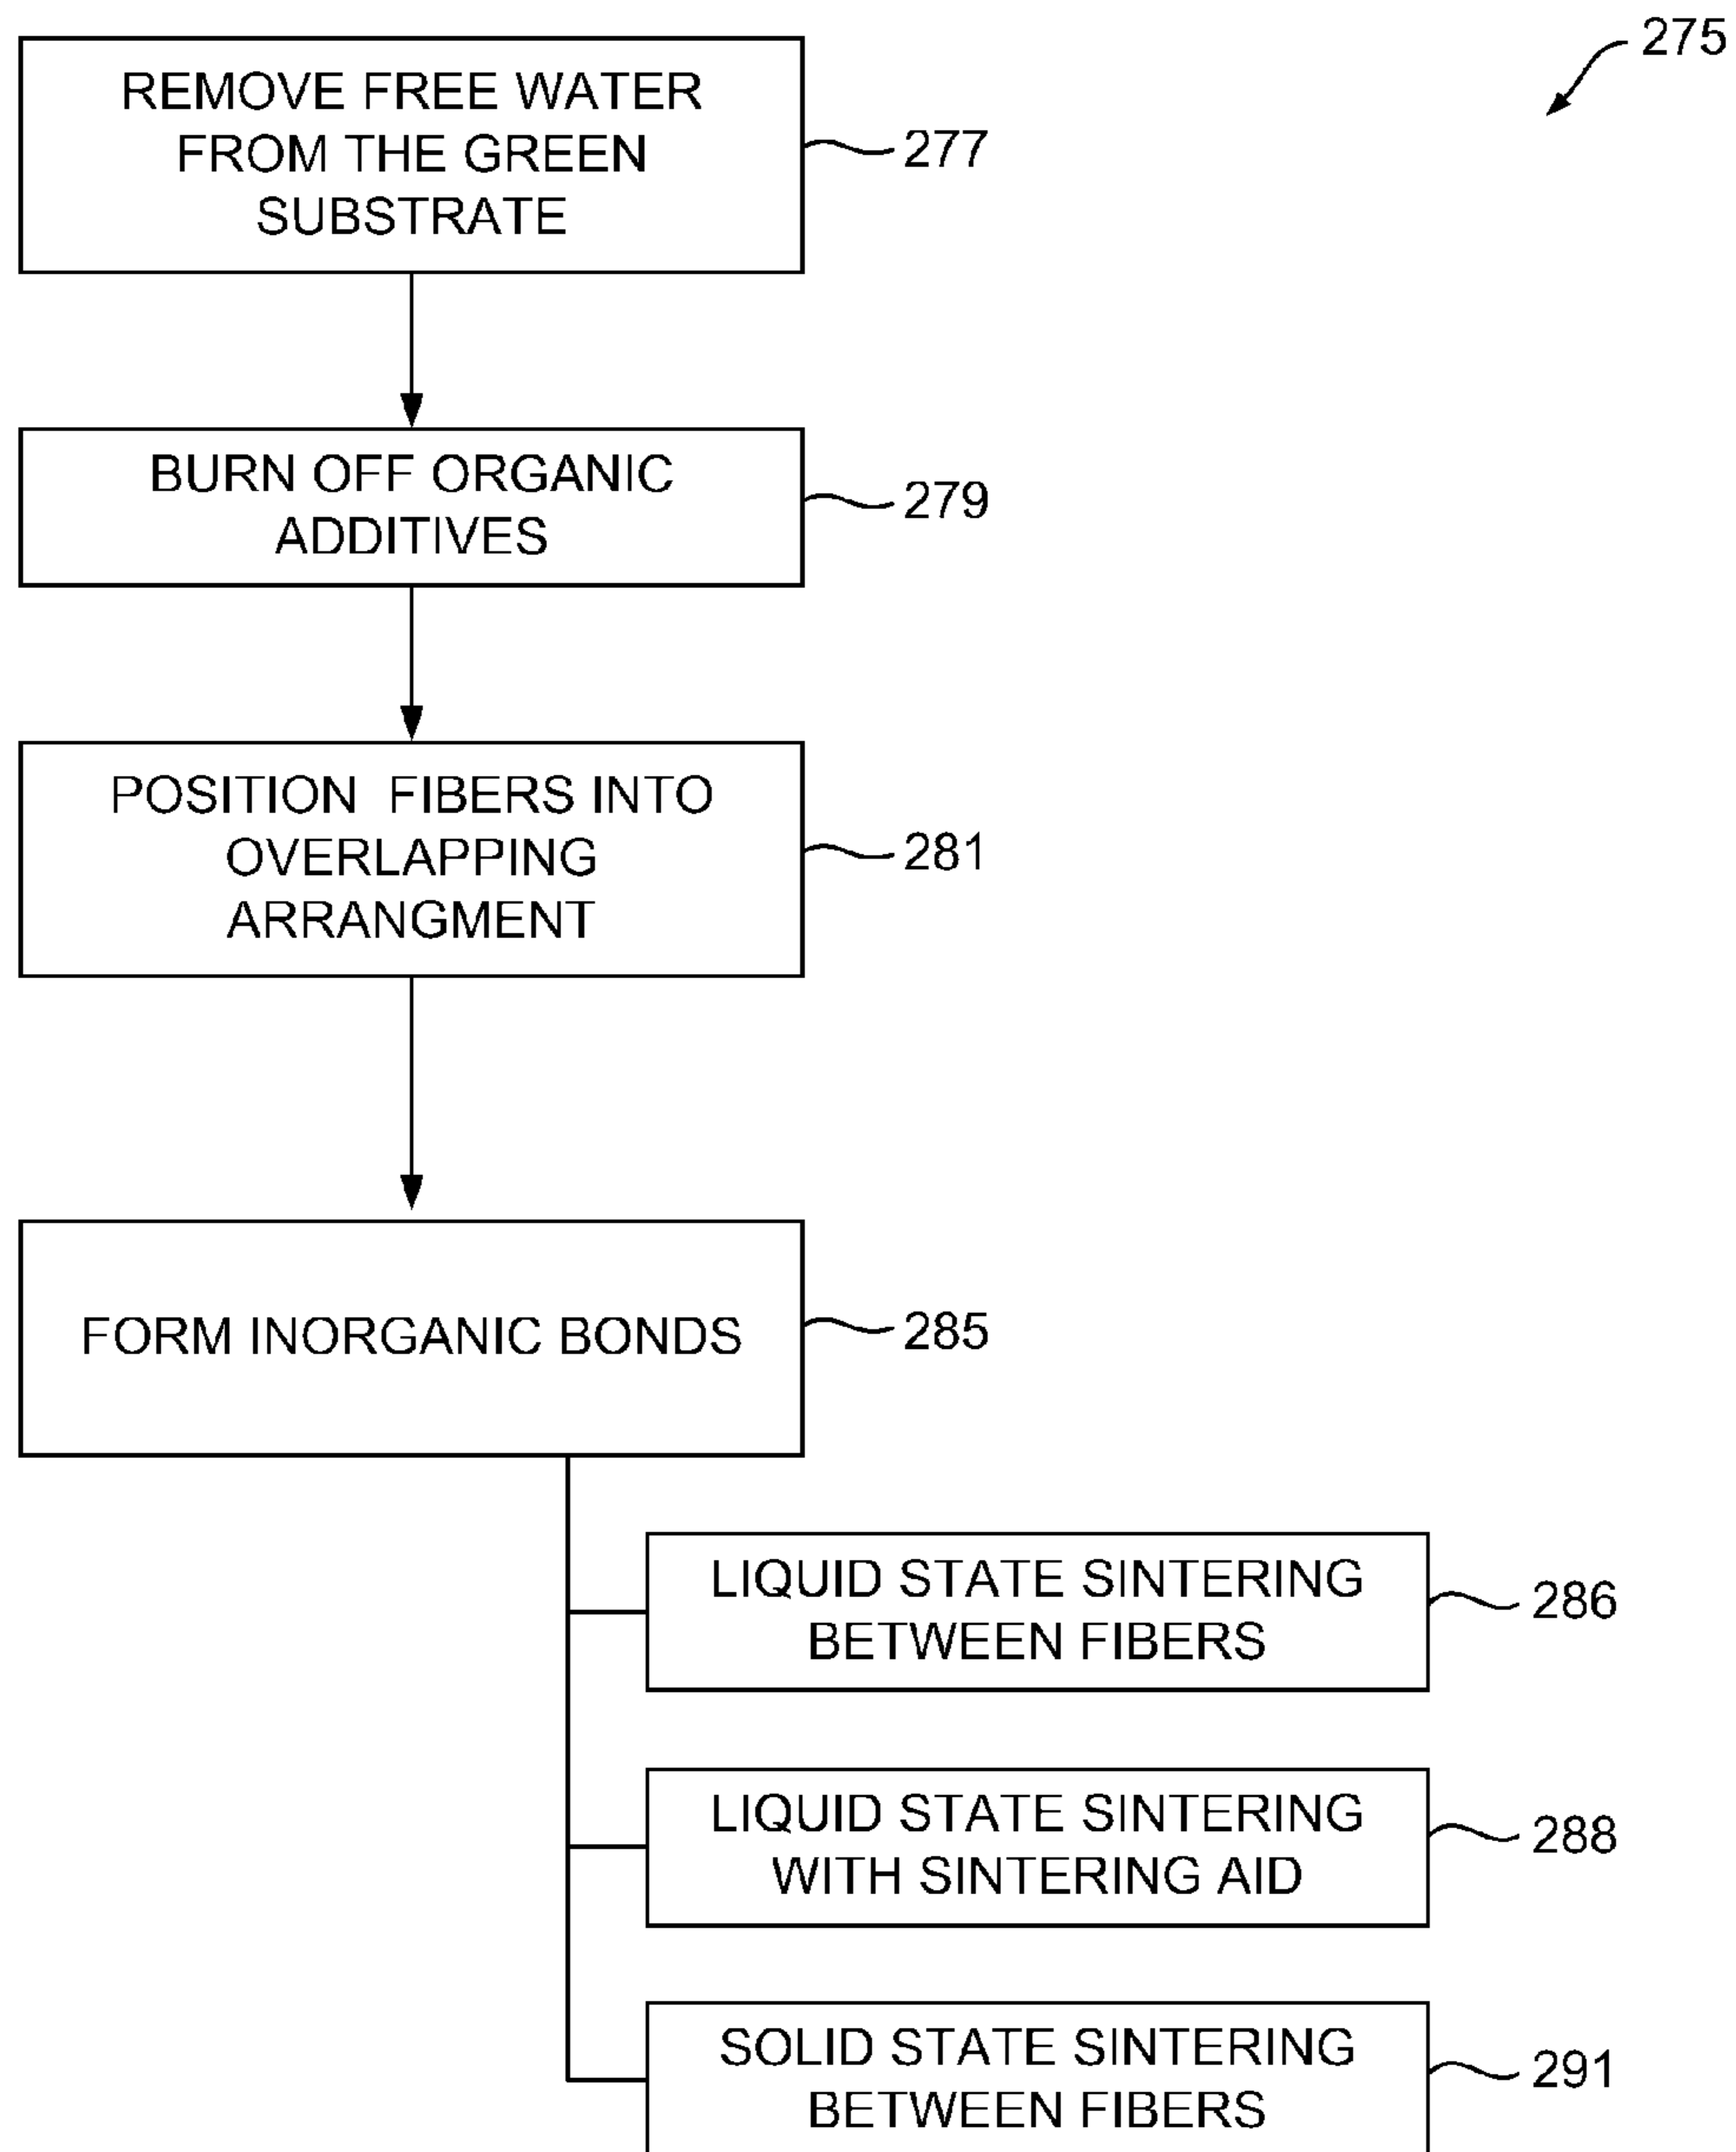 275
REMOVE FREE WATER
FROM THE GREEN
SUBSTRATE
277
BURN OFF ORGANIC
ADDITIVES
279
POSITION FIBERS INTO
OVERLAPPING
ARRANGMENT
281
FORM INORGANIC BONDS
285
LIQUID STATE SINTERING
BETWEEN FIBERS
286
LIQUID STATE SINTERING
WITH SINTERING AID
288
SOLID STATE SINTERING
BETWEEN FIBERS
291